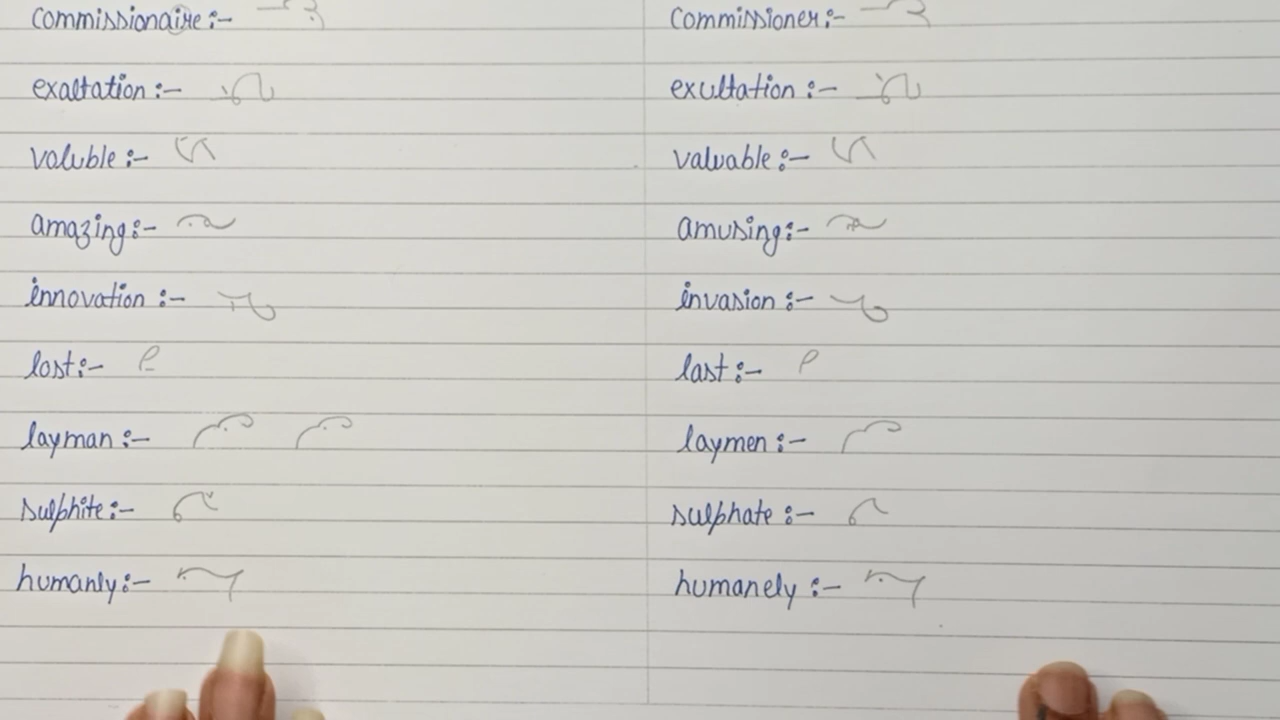 commissionaire :-
commissioner :-
exaltation :-
exultation :-
voluble :-
valuable :-
amazing :-
amusing :-
innovation :-
invasion :-
lost :-
last :-
layman :-
laymen :-
sulphite :-
sulphate :-
humanly :-
humanely :-